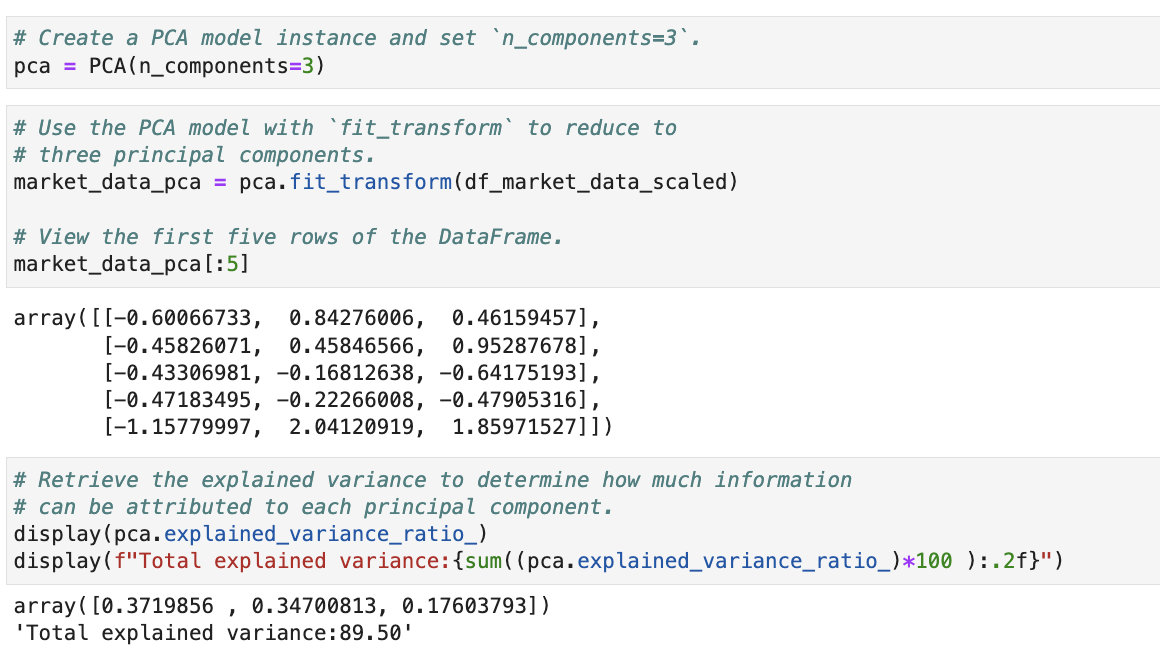 # Create a PCA model instance and set `n_components=3`.
pca = PCA(n_components=3)
# Use the PCA model with `fit_transform` to reduce to
# three principal components.
market_data_pca = pca.fit_transform(df_market_data_scaled)
# View the first five rows of the DataFrame.
market_data_pca[:5]
array([[-0.60066733,  0.84276006,  0.46159457],
       [-0.45826071,  0.45846566,  0.95287678],
       [-0.43306981, -0.16812638, -0.64175193],
       [-0.47183495, -0.22266008, -0.47905316],
       [-1.15779997,  2.04120919,  1.85971527]])
# Retrieve the explained variance to determine how much information
# can be attributed to each principal component.
display(pca.explained_variance_ratio_)
display(f"Total explained variance:{sum((pca.explained_variance_ratio_)*100 ):.2f}")
array([0.3719856 , 0.34700813, 0.17603793])
'Total explained variance:89.50'